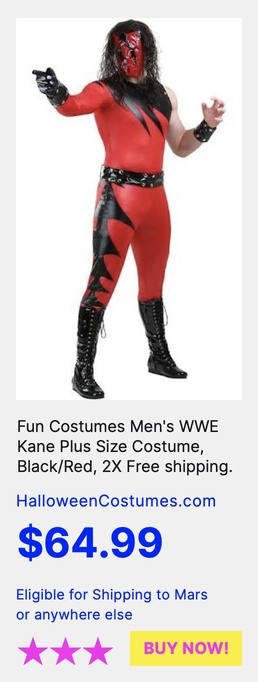 Fun Costumes Men's WWE
Kane Plus Size Costume,
Black/Red, 2X Free shipping.
HalloweenCostumes.com
$64.99
Eligible for Shipping to Mars
or anywhere else
BUY NOW!